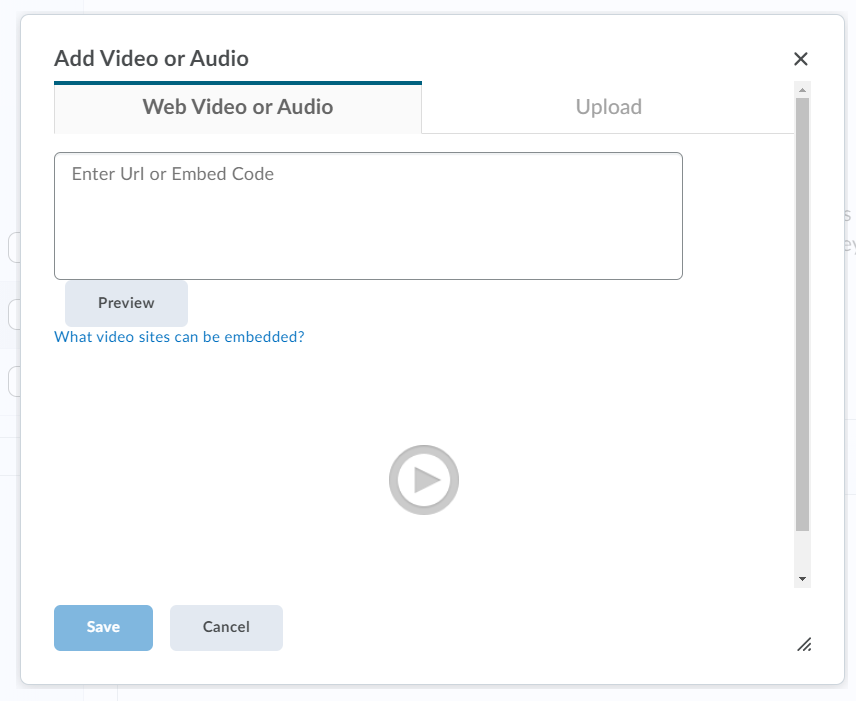 Add Video or Audio
Web Video or Audio
Upload
Enter Url or Embed Code
Preview
What video sites can be embedded?
Save
Cancel